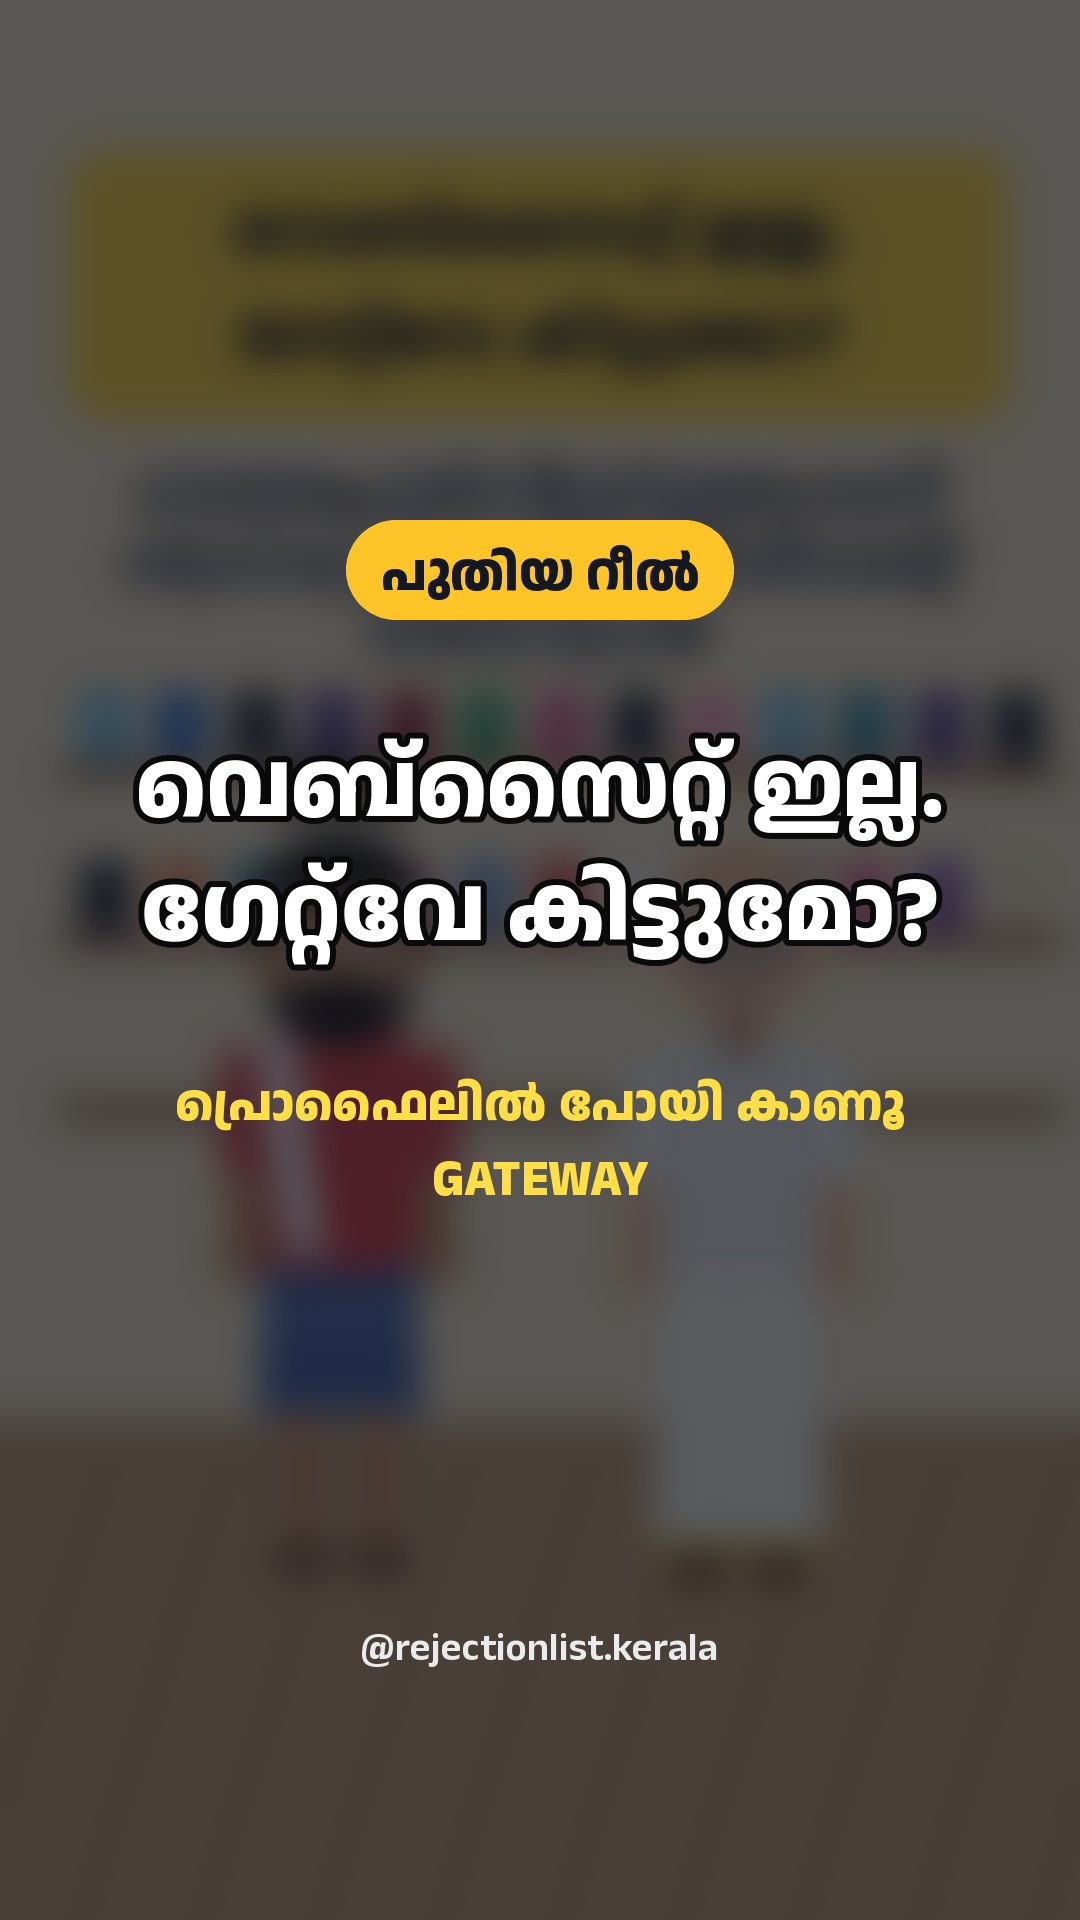 പുതിയ റീൽ
വെബ്സൈറ്റ് ഇല്ല.
ഗേറ്റ്‌വേ കിട്ടുമോ?
പ്രൊഫൈലിൽ പോയി കാണൂ
GATEWAY
@rejectionlist.kerala